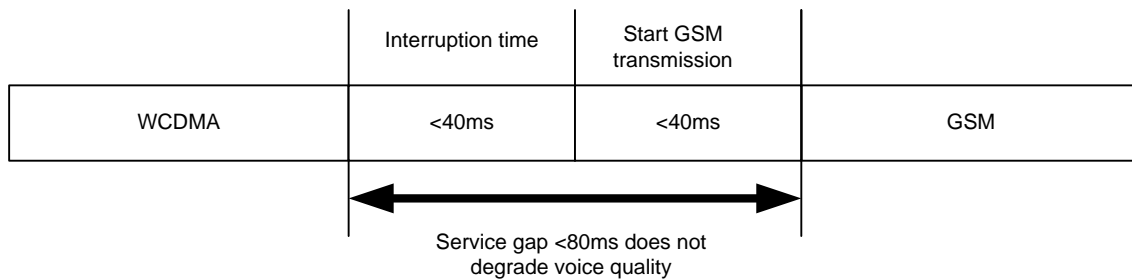 Interruption time
Start GSM
transmission
WCDMA
<40ms
<40ms
GSM
Service gap <80ms does not
degrade voice quality